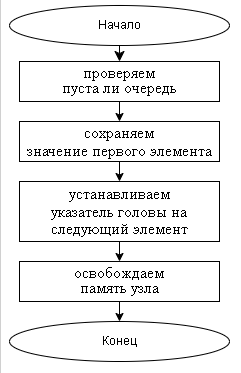 Начало
проверяем
пуста ли очередь
сохраняем
значение первого элемента
устанавливаем
указатель головы на
следующий элемент
освобождаем
память узла
Конец